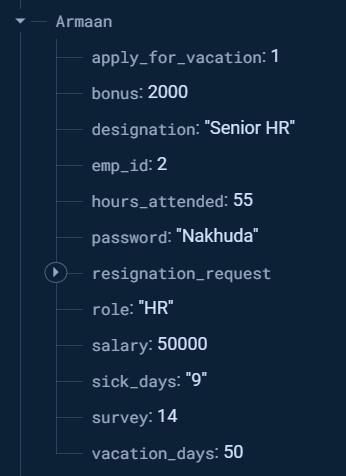 Armaan
apply_for_vacation: 1
bonus: 2000
designation: "Senior HR"
emp_id: 2
hours_attended: 55
password: "Nakhuda"
resignation_request
role: "HR"
salary: 50000
sick_days: "9"
survey: 14
vacation_days: 50